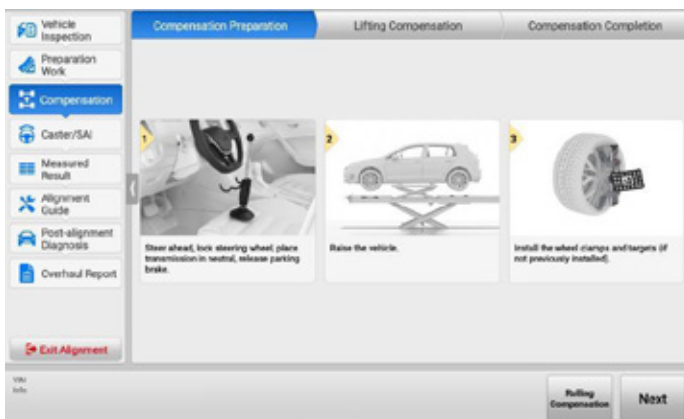 Vehicle
Inspection
Compensation Preparation
Lifting Compensation
Compensation Completion
Preparation
Work
Compensation
Caster/SAI
Measured
Result
Alignment
Guide
Post-alignment
Diagnosis
Overhaul Report
Exit Alignment
1
Steer ahead, lock steering wheel, place
transmission in neutral, release parking
brake.
2
Raise the vehicle.
3
Install the wheel clamps and targets (if
not previously installed).
VIN:
Info:
Rolling
Compensation
Next